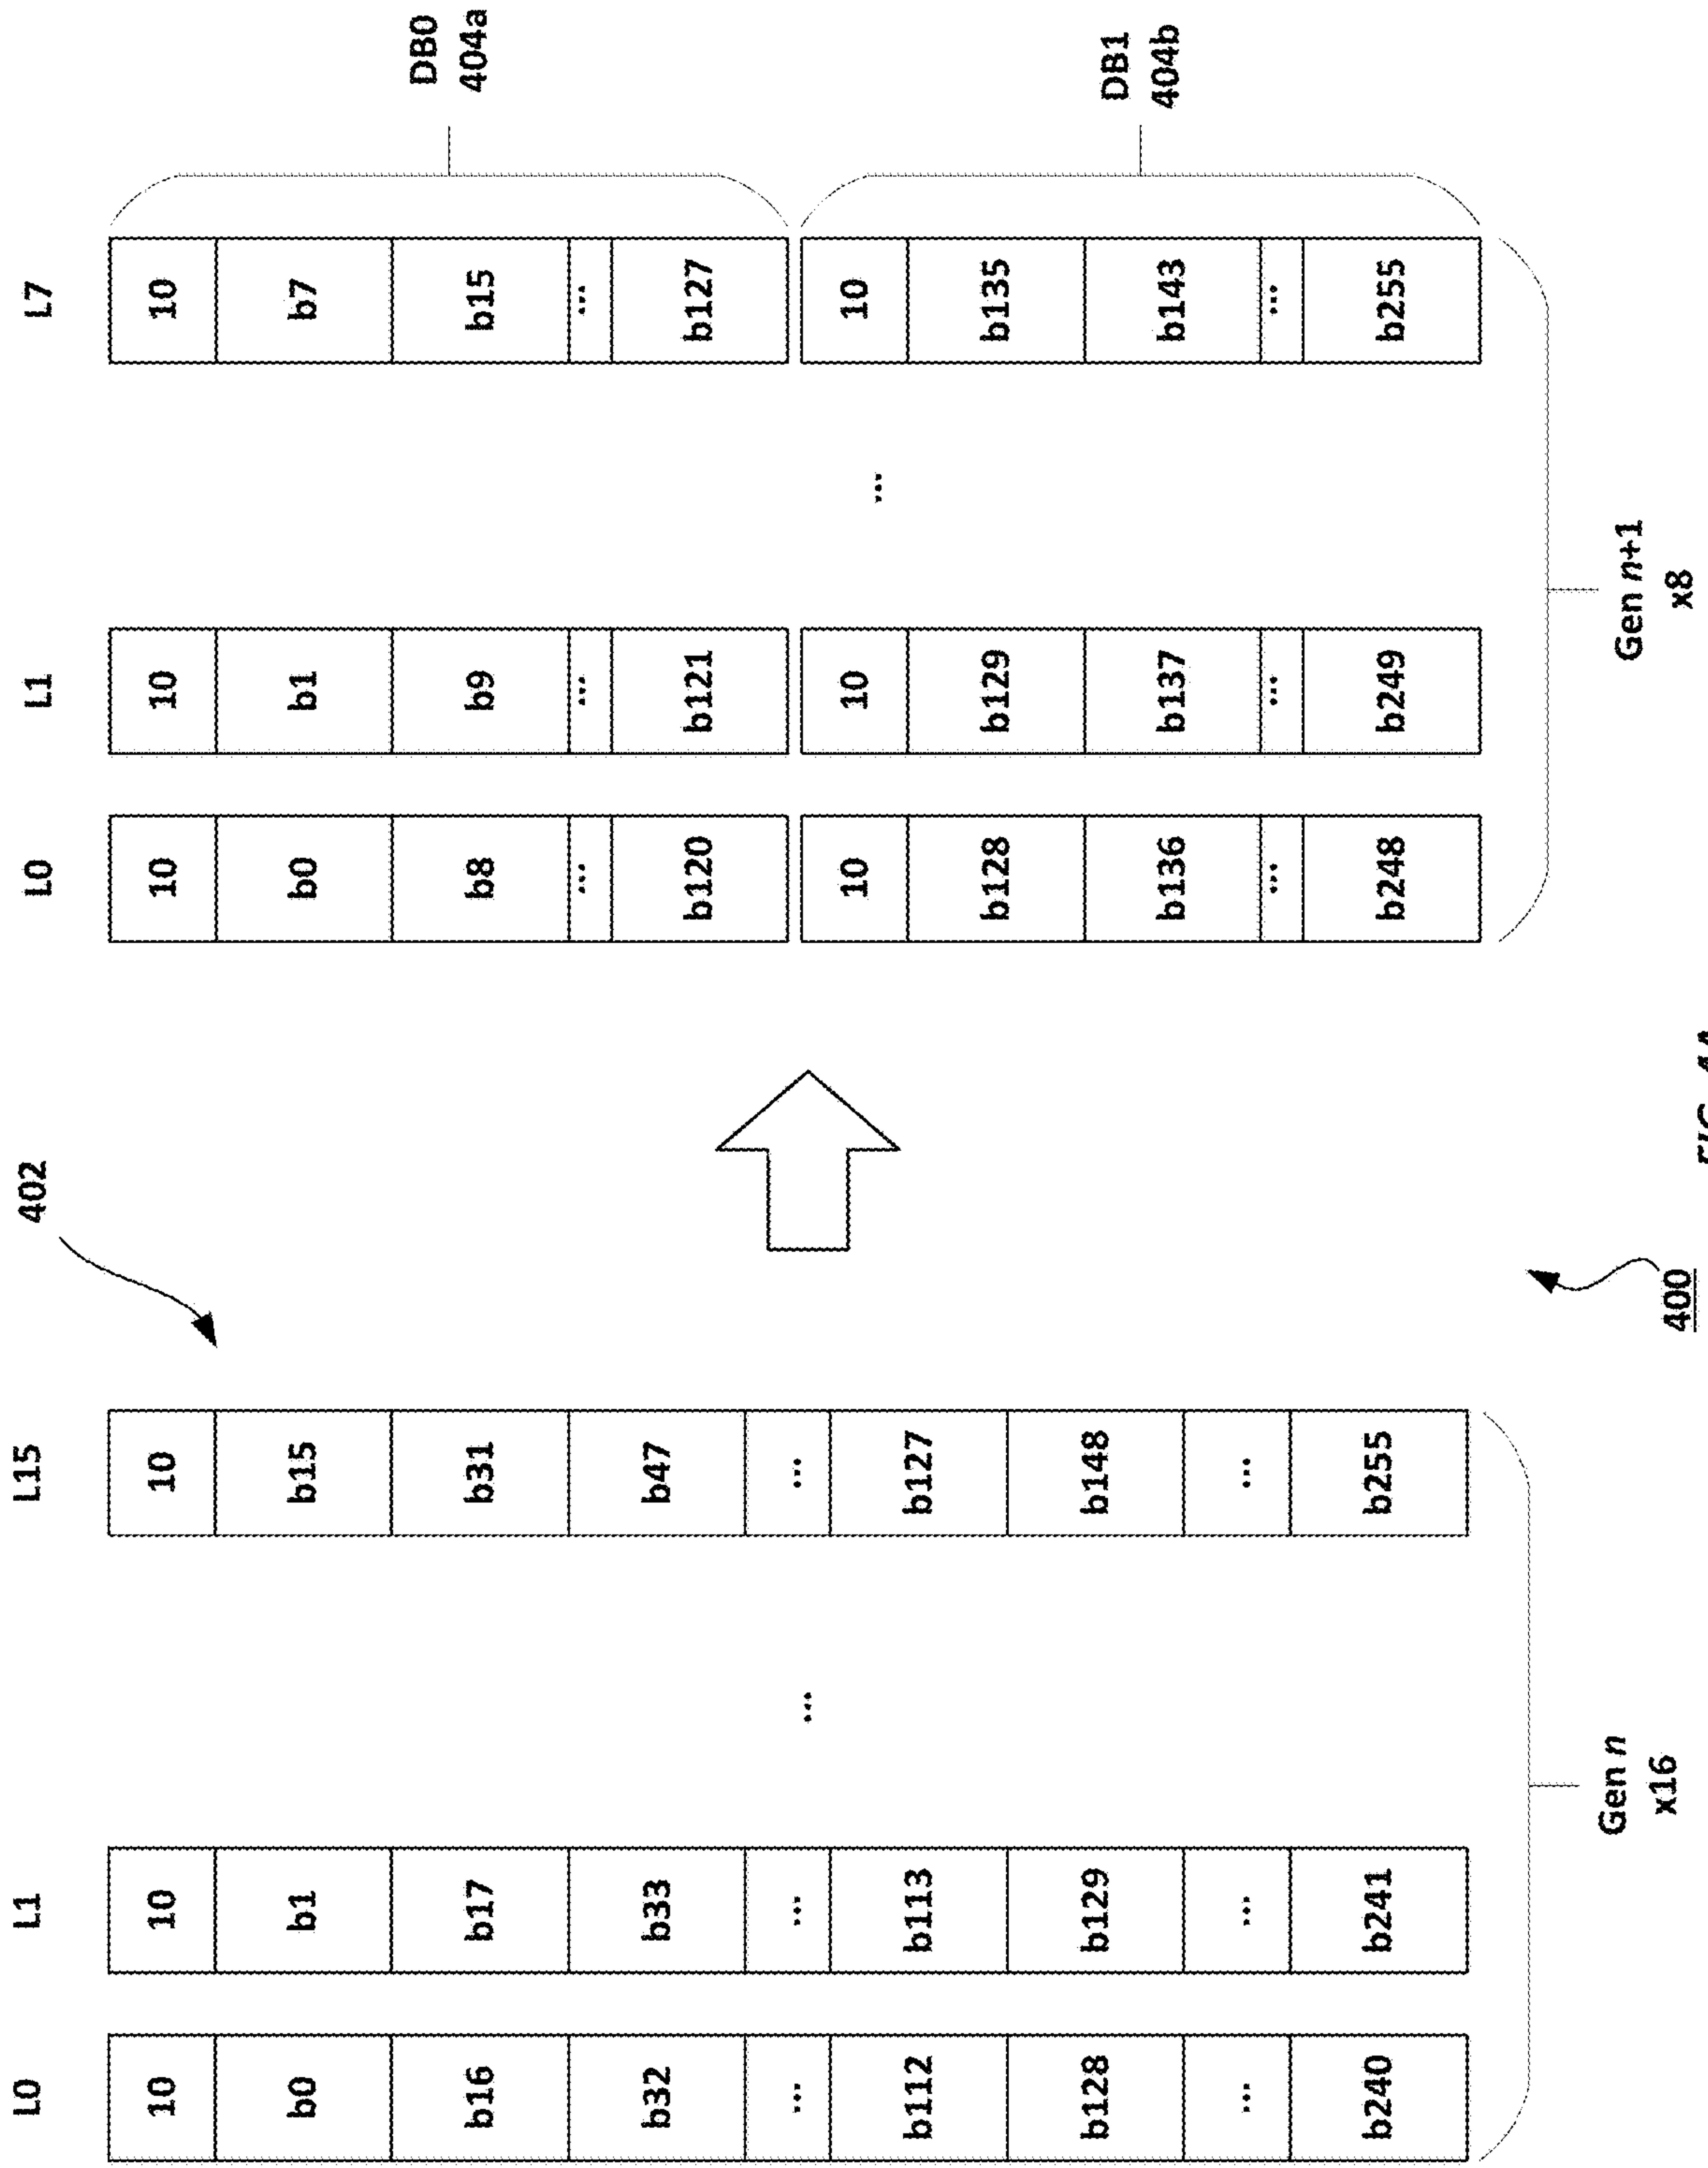 L0 L1 L15
10 10 10
b0 b1 b15
b16 b17 b31
b32 b33 b47
... ... ...
b112 b113 ... b127
b128 b129 b148
... ... ...
b240 b241 b255
Gen n
x16
402
400
L0 L1 L7
10 10 10
b0 b1 b7
b8 b9 b15
... ... ...
b120 b121 b127
DB0
404a
10 10 ... 10
b128 b129 b135
b136 b137 b143
... ... ...
b248 b249 b255
DB1
404b
Gen n+1
x8
FIG. 4A